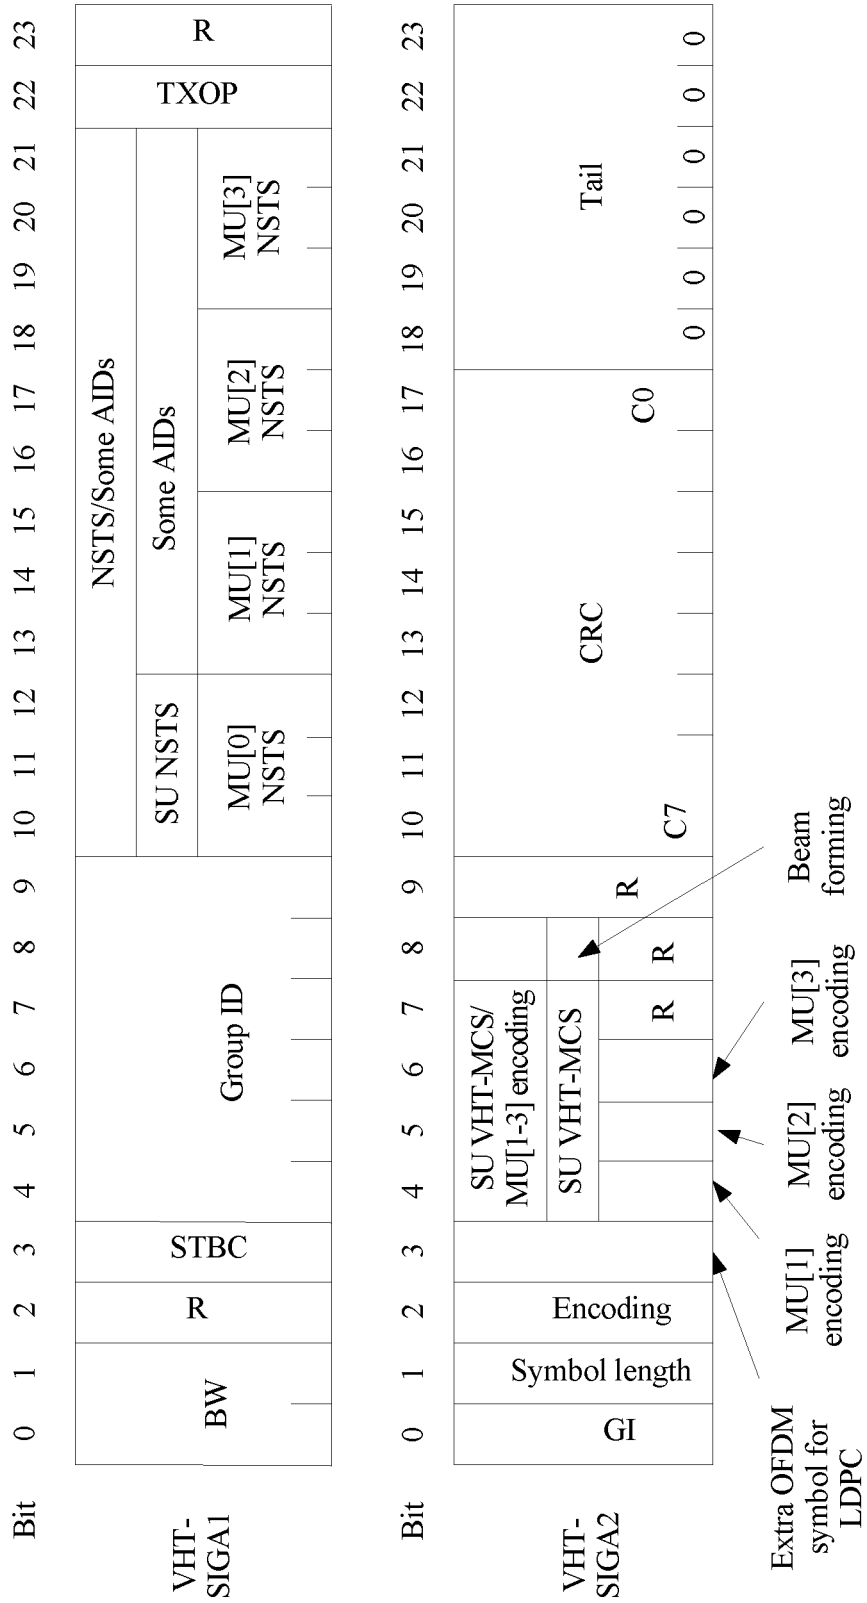 Bit 0 1 2 3 4 5 6 7 8 9 10 11 12 13 14 15 16 17 18 19 20 21 22 23
VHT-
SIGA1
BW
R
STBC
Group ID
NSTS/Some AIDs
SU NSTS
Some AIDs
MU[0]
NSTS
MU[1]
NSTS
MU[2]
NSTS
MU[3]
NSTS
TXOP
R
Bit 0 1 2 3 4 5 6 7 8 9 10 11 12 13 14 15 16 17 18 19 20 21 22 23
VHT-
SIGA2
GI
Symbol length
Encoding
SU VHT-MCS/
MU[1-3] encoding
SU VHT-MCS
R
R
R
C7
CRC
C0
Tail
0 0 0 0 0 0
Extra OFDM
symbol for
LDPC
MU[1]
encoding
MU[2]
encoding
MU[3]
encoding
Beam
forming